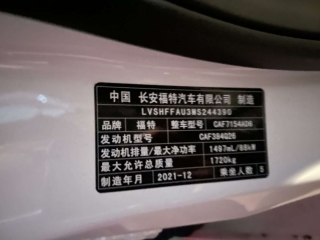 中国 长安福特汽车有限公司 制造
LVSHFFAU3MS244390
品牌 福特 整车型号 CAF7154AD6
发动机型号 CAF384Q26
发动机排量/最大净功率 1497mL/88kW
最大允许总质量 1720kg
制造年月 2021-12 乘坐人数 5